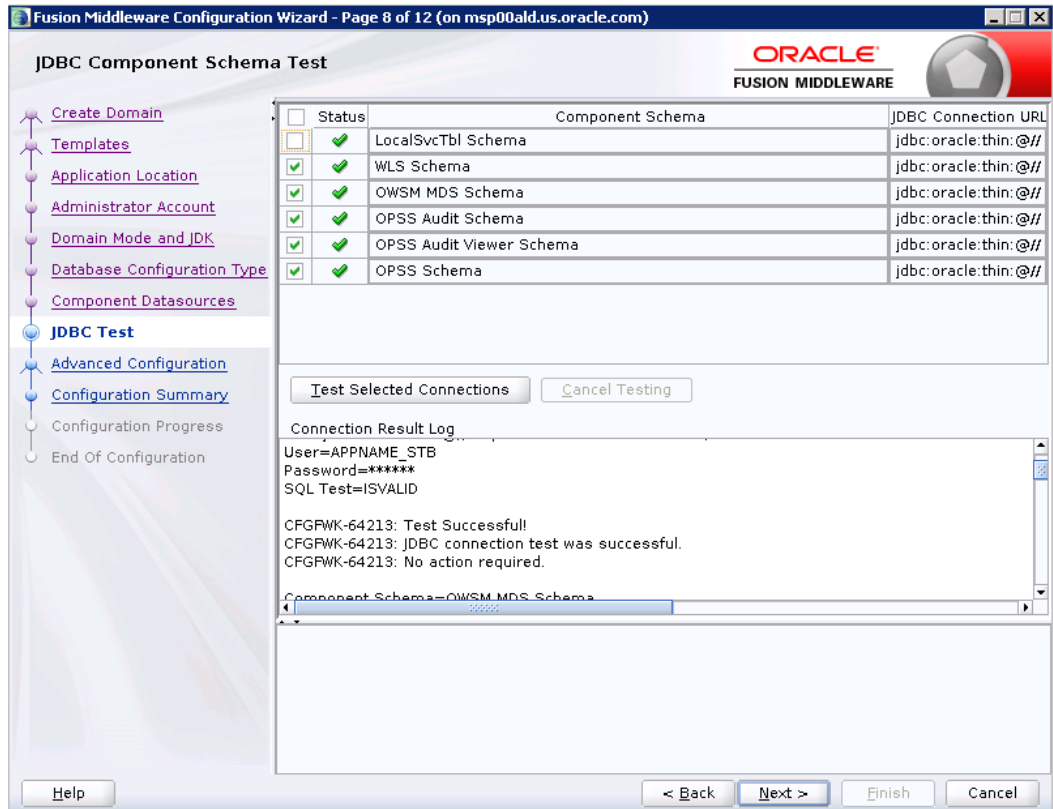 Fusion Middleware Configuration Wizard - Page 8 of 12 (on msp00ald.us.oracle.com)
JDBC Component Schema Test
ORACLE
FUSION MIDDLEWARE
Create Domain
Templates
Application Location
Administrator Account
Domain Mode and JDK
Database Configuration Type
Component Datasources
JDBC Test
Advanced Configuration
Configuration Summary
Configuration Progress
End Of Configuration
Status Component Schema JDBC Connection URL
LocalSvcTbl Schema jdbc:oracle:thin:@//
WLS Schema jdbc:oracle:thin:@//
OWSM MDS Schema jdbc:oracle:thin:@//
OPSS Audit Schema jdbc:oracle:thin:@//
OPSS Audit Viewer Schema jdbc:oracle:thin:@//
OPSS Schema jdbc:oracle:thin:@//
Test Selected Connections Cancel Testing
Connection Result Log
User=APPNAME_STB
Password=******
SQL Test=ISVALID
CFGFWK-64213: Test Successful!
CFGFWK-64213: JDBC connection test was successful.
CFGFWK-64213: No action required.
Component Schema=OWSM MDS Schema
Help < Back Next > Finish Cancel